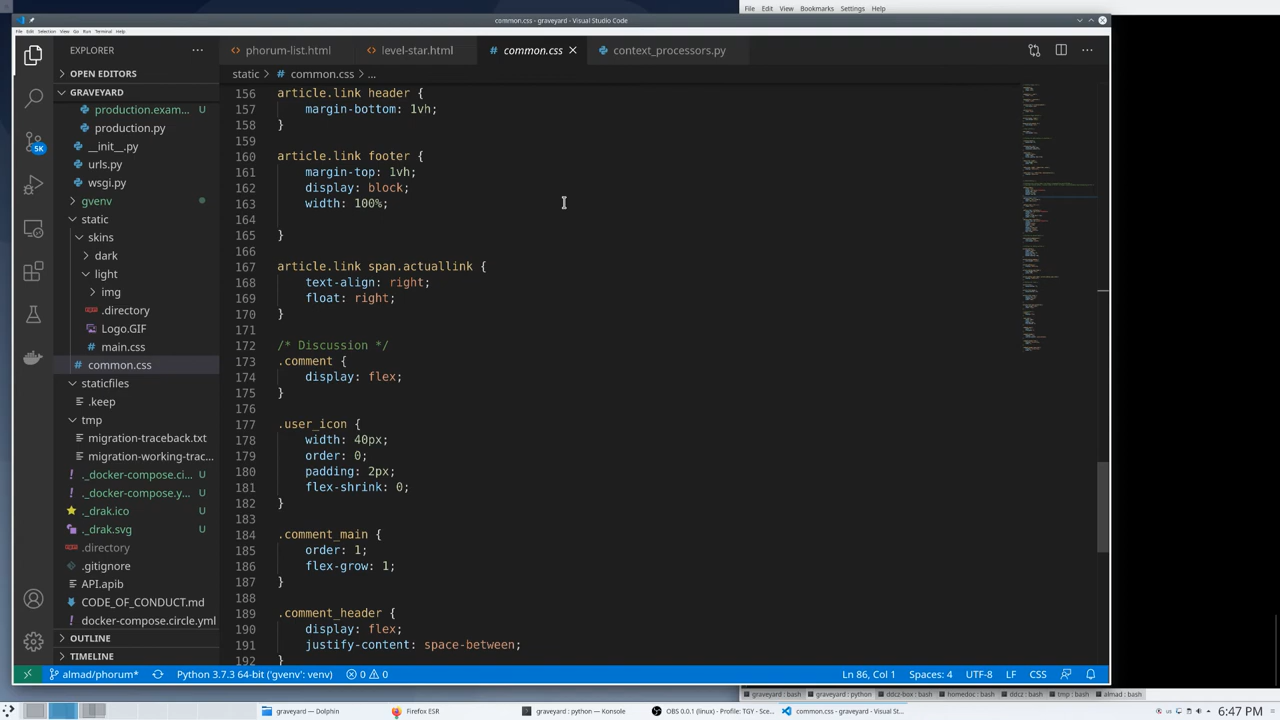 File Edit View Bookmarks Settings Help
common.css - graveyard - Visual Studio Code
File Edit Selection View Go Run Terminal Help
EXPLORER
phorum-list.html
level-star.html
# common.css
context_processors.py
OPEN EDITORS
static > # common.css > ...
GRAVEYARD
production.exam... U
production.py
__init__.py
urls.py
wsgi.py
gvenv
static
skins
dark
light
img
.directory
Logo.GIF
# main.css
# common.css
staticfiles
.keep
tmp
migration-traceback.txt
migration-working-trac...
._docker-compose.ci... U
._docker-compose.y... U
._drak.ico U
._drak.svg U
.directory
.gitignore
API.apib
CODE_OF_CONDUCT.md
docker-compose.circle.yml
OUTLINE
TIMELINE
5K
156 article.link header {
157 margin-bottom: 1vh;
158 }
159
160 article.link footer
162 display: block;
163 width: 100%;
164
165 }
166
167 article.link span.atuallink {
168 text-align: right
169 float: right;
170 }
171
172 /* Discussion */
173 .comment {
174 display: flex;
175 }
176
177 .user_icon {
178 width: 40px;
179 order: 0;
180 padding: 2px;
181 flex-shrink: 0;
182 }
183
184 .comment_main {
185 order: 1;
186 flex-grow: 1;
187 }
189 .comment_header {
190 display: flex;
191 justify-content: space-between;
192 }
almad/phorum* Python 3.7.3 64-bit ('gvenv': venv) 0 0
Ln 86, Col 1 Spaces: 4 UTF-8 LF CSS
graveyard : bash graveyard : python ddcz-box : bash homedoc : bash ddcz : bash tmp : bash almad : bash
graveyard — Dolphin
Firefox ESR
graveyard : python — Konsole
OBS 0.0.1 (linux) - Profile: TGY - Sce...
common.css - graveyard - Visual St...
6:47 PM